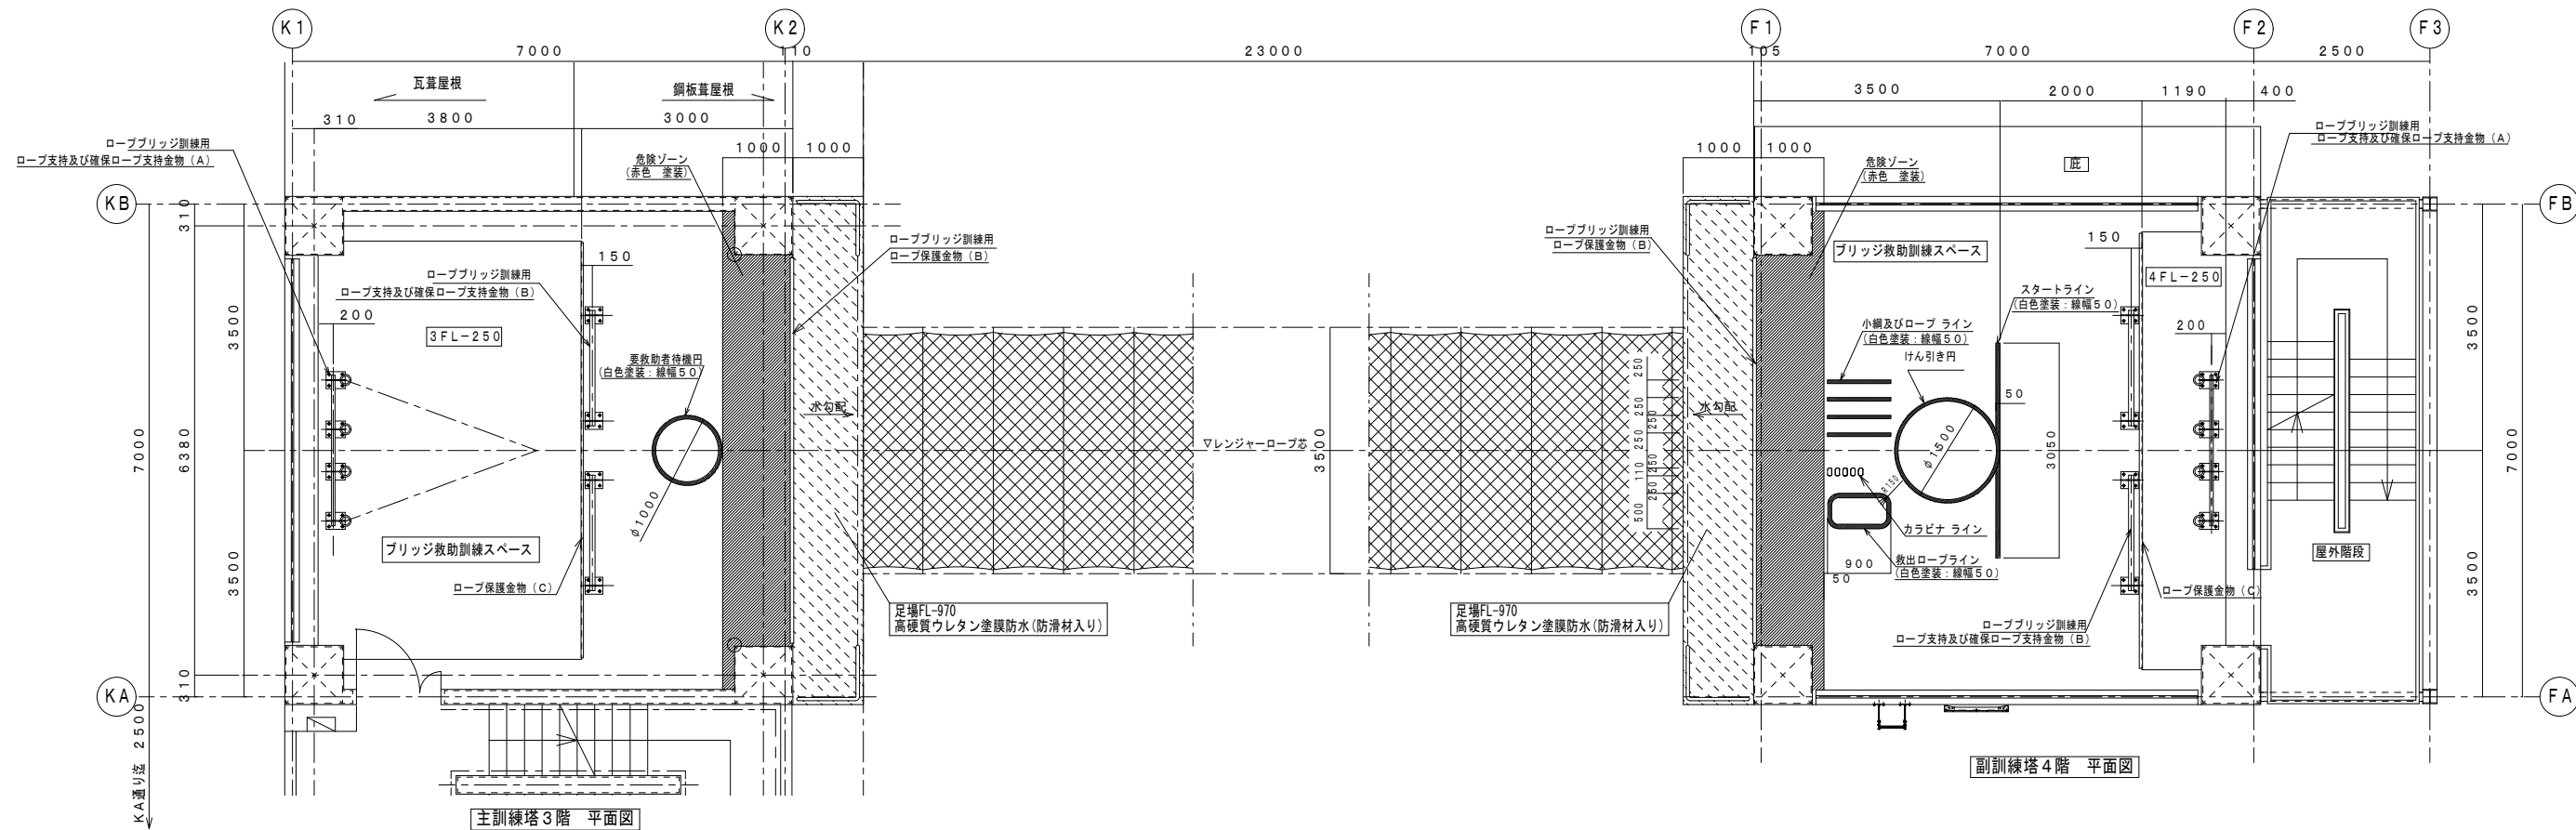 K1
K2
F1
F2
F3
7000
110
23000
105
7000
2500
瓦葺屋根
鋼板葺屋根
310
3800
3000
3500
2000
1190
400
ロープブリッジ訓練用
ロープ支持及び確保ロープ支持金物（A）
危険ゾーン
(赤色　塗装)
1000
1000
1000
1000
危険ゾーン
(赤色　塗装)
庇
ロープブリッジ訓練用
ロープ支持及び確保ロープ支持金物（A）
KB
FB
310
ロープブリッジ訓練用
ロープ保護金物（B）
ロープブリッジ訓練用
ロープ保護金物（B）
ブリッジ救助訓練スペース
150
150
ロープブリッジ訓練用
ロープ支持及び確保ロープ支持金物（B）
4FL-250
スタートライン
(白色塗装：線幅50)
200
3FL-250
200
小綱及びロープ ライン
(白色塗装：線幅50)
けん引き円
要救助者待機円
(白色塗装：線幅50)
3500
3500
250
250
250
250
110
250
250
500
50
水勾配
水勾配
▽レンジャーロープ芯
3500
φ1500
3050
7000
6380
7000
R150
φ1000
カラビナ ライン
ブリッジ救助訓練スペース
救出ロープライン
(白色塗装：線幅50)
900
50
屋外階段
3500
3500
ロープ保護金物（C）
ロープ保護金物（C）
足場FL-970
高硬質ウレタン塗膜防水(防滑材入り)
足場FL-970
高硬質ウレタン塗膜防水(防滑材入り)
ロープブリッジ訓練用
ロープ支持及び確保ロープ支持金物（B）
310
KA
FA
KA通り迄 2500
主訓練塔3階　平面図
副訓練塔4階　平面図